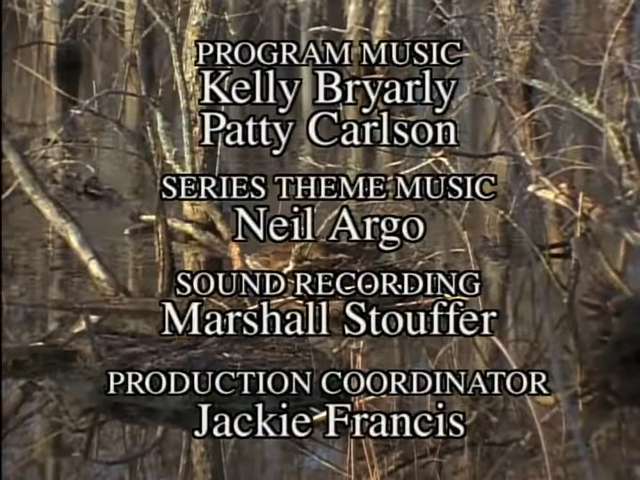 PROGRAM MUSIC
Kelly Bryarly
Patty Carlson
SERIES THEME MUSIC
Neil Argo
SOUND RECORDING
Marshall Stouffer
PRODUCTION COORDINATOR
Jackie Francis